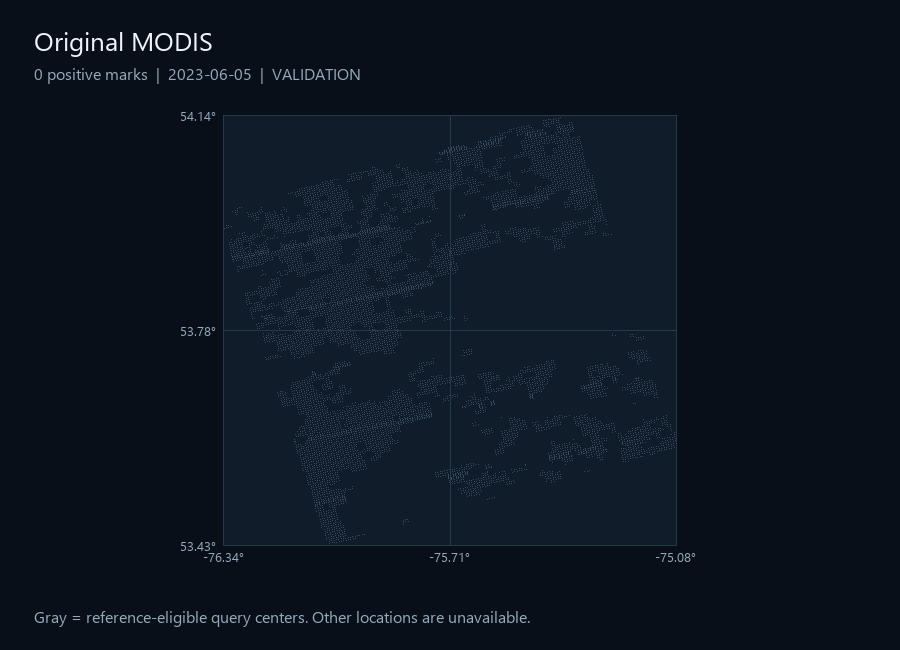 Original MODIS
0 positive marks | 2023-06-05 | VALIDATION
54.14°
53.78°
53.43°
-76.34°
-75.71°
-75.08°
Gray = reference-eligible query centers. Other locations are unavailable.